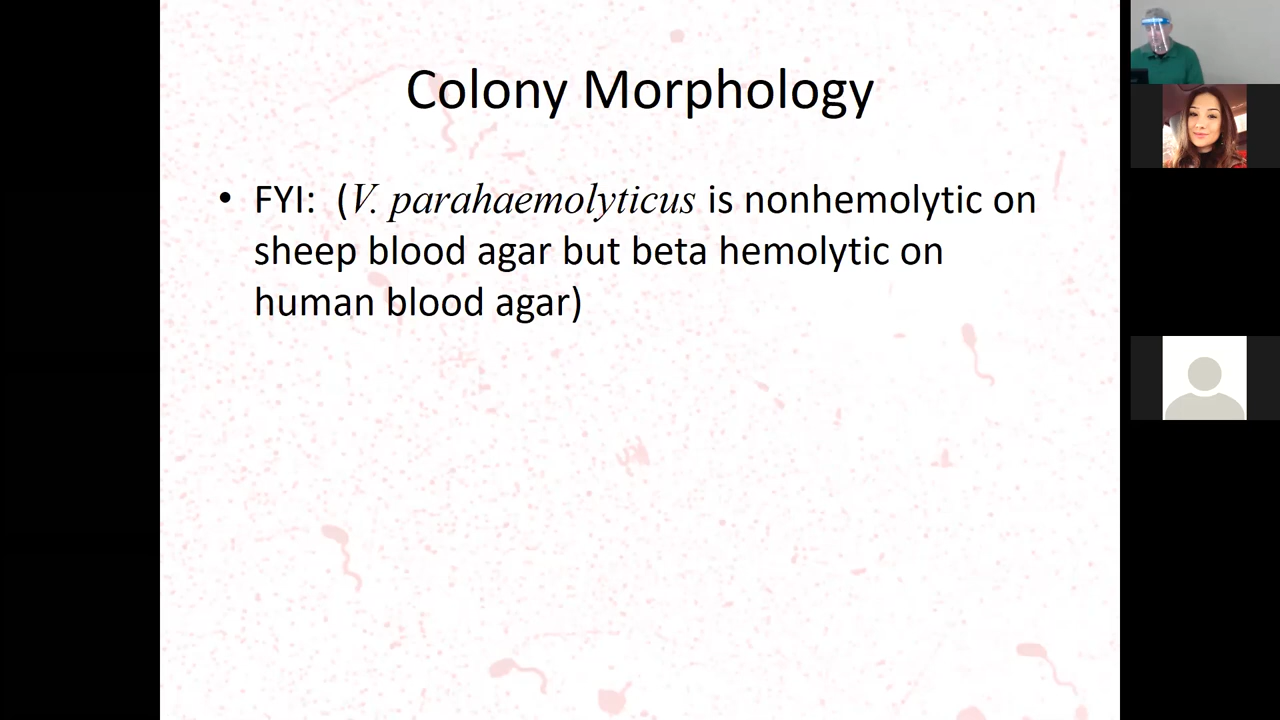 Colony Morphology
• FYI:  (V. parahaemolyticus is nonhemolytic on
sheep blood agar but beta hemolytic on
human blood agar)